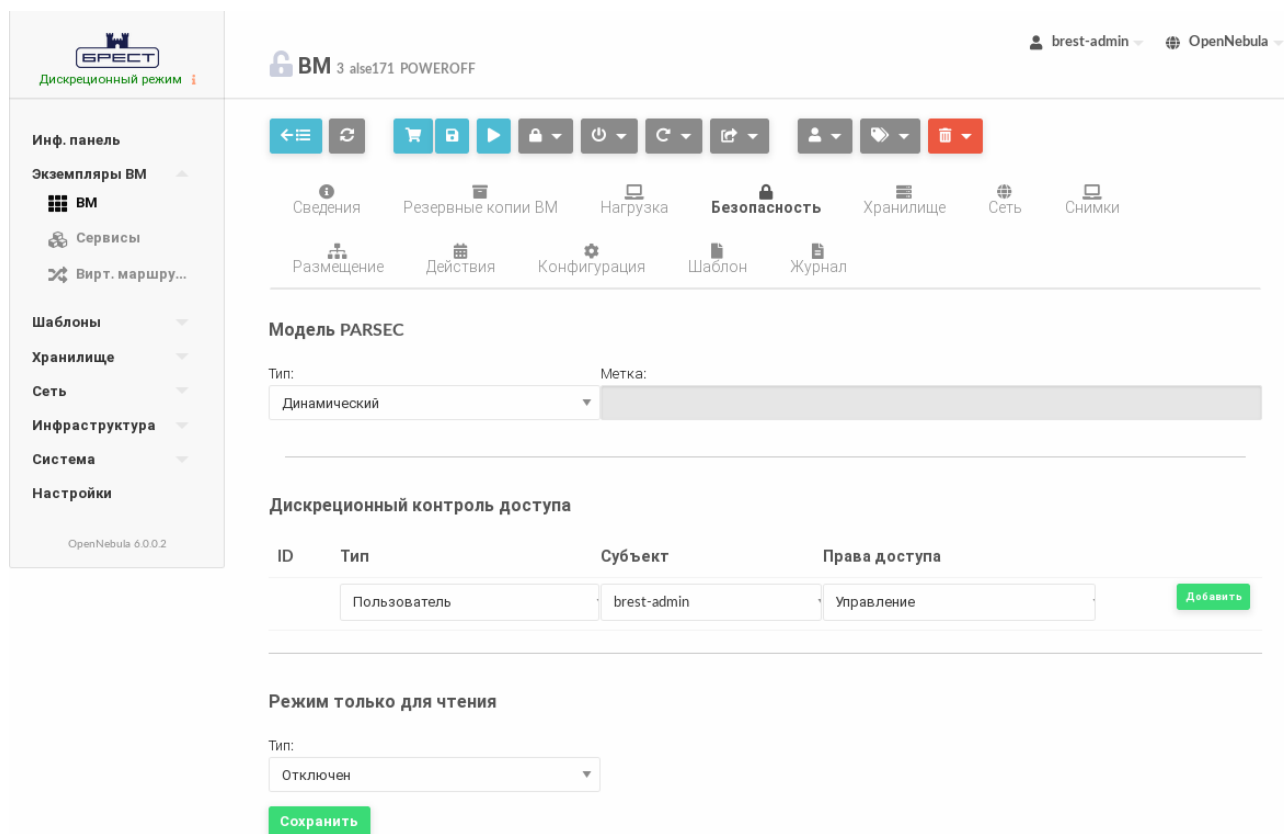 БРЕСТ
Дискреционный режим i
ВМ 3 alse171 POWEROFF
brest-admin
OpenNebula
Инф. панель
Экземпляры ВМ
ВМ
Сервисы
Вирт. маршру...
Шаблоны
Хранилище
Сеть
Инфраструктура
Система
Настройки
OpenNebula 6.0.0.2
Сведения Резервные копии ВМ Нагрузка Безопасность Хранилище Сеть Снимки
Размещение Действия Конфигурация Шаблон Журнал
Модель PARSEC
Тип: Метка:
Динамический
Дискреционный контроль доступа
ID Тип Субъект Права доступа
Пользователь brest-admin Управление Добавить
Режим только для чтения
Тип:
Отключен
Сохранить